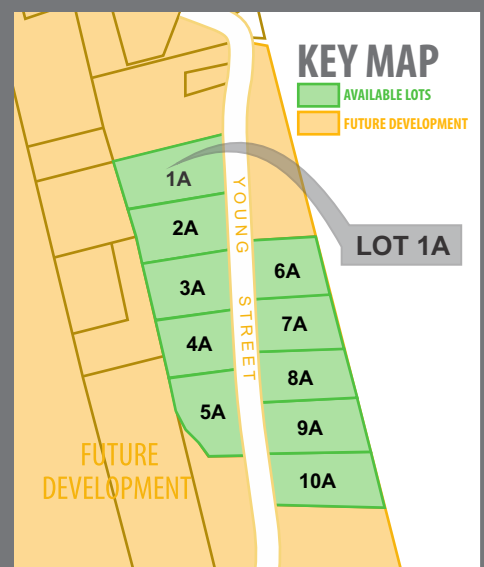 KEY MAP
AVAILABLE LOTS
FUTURE DEVELOPMENT
1A
2A
3A
4A
5A
YOUNG STREET
LOT 1A
6A
7A
8A
9A
10A
FUTURE
DEVELOPMENT